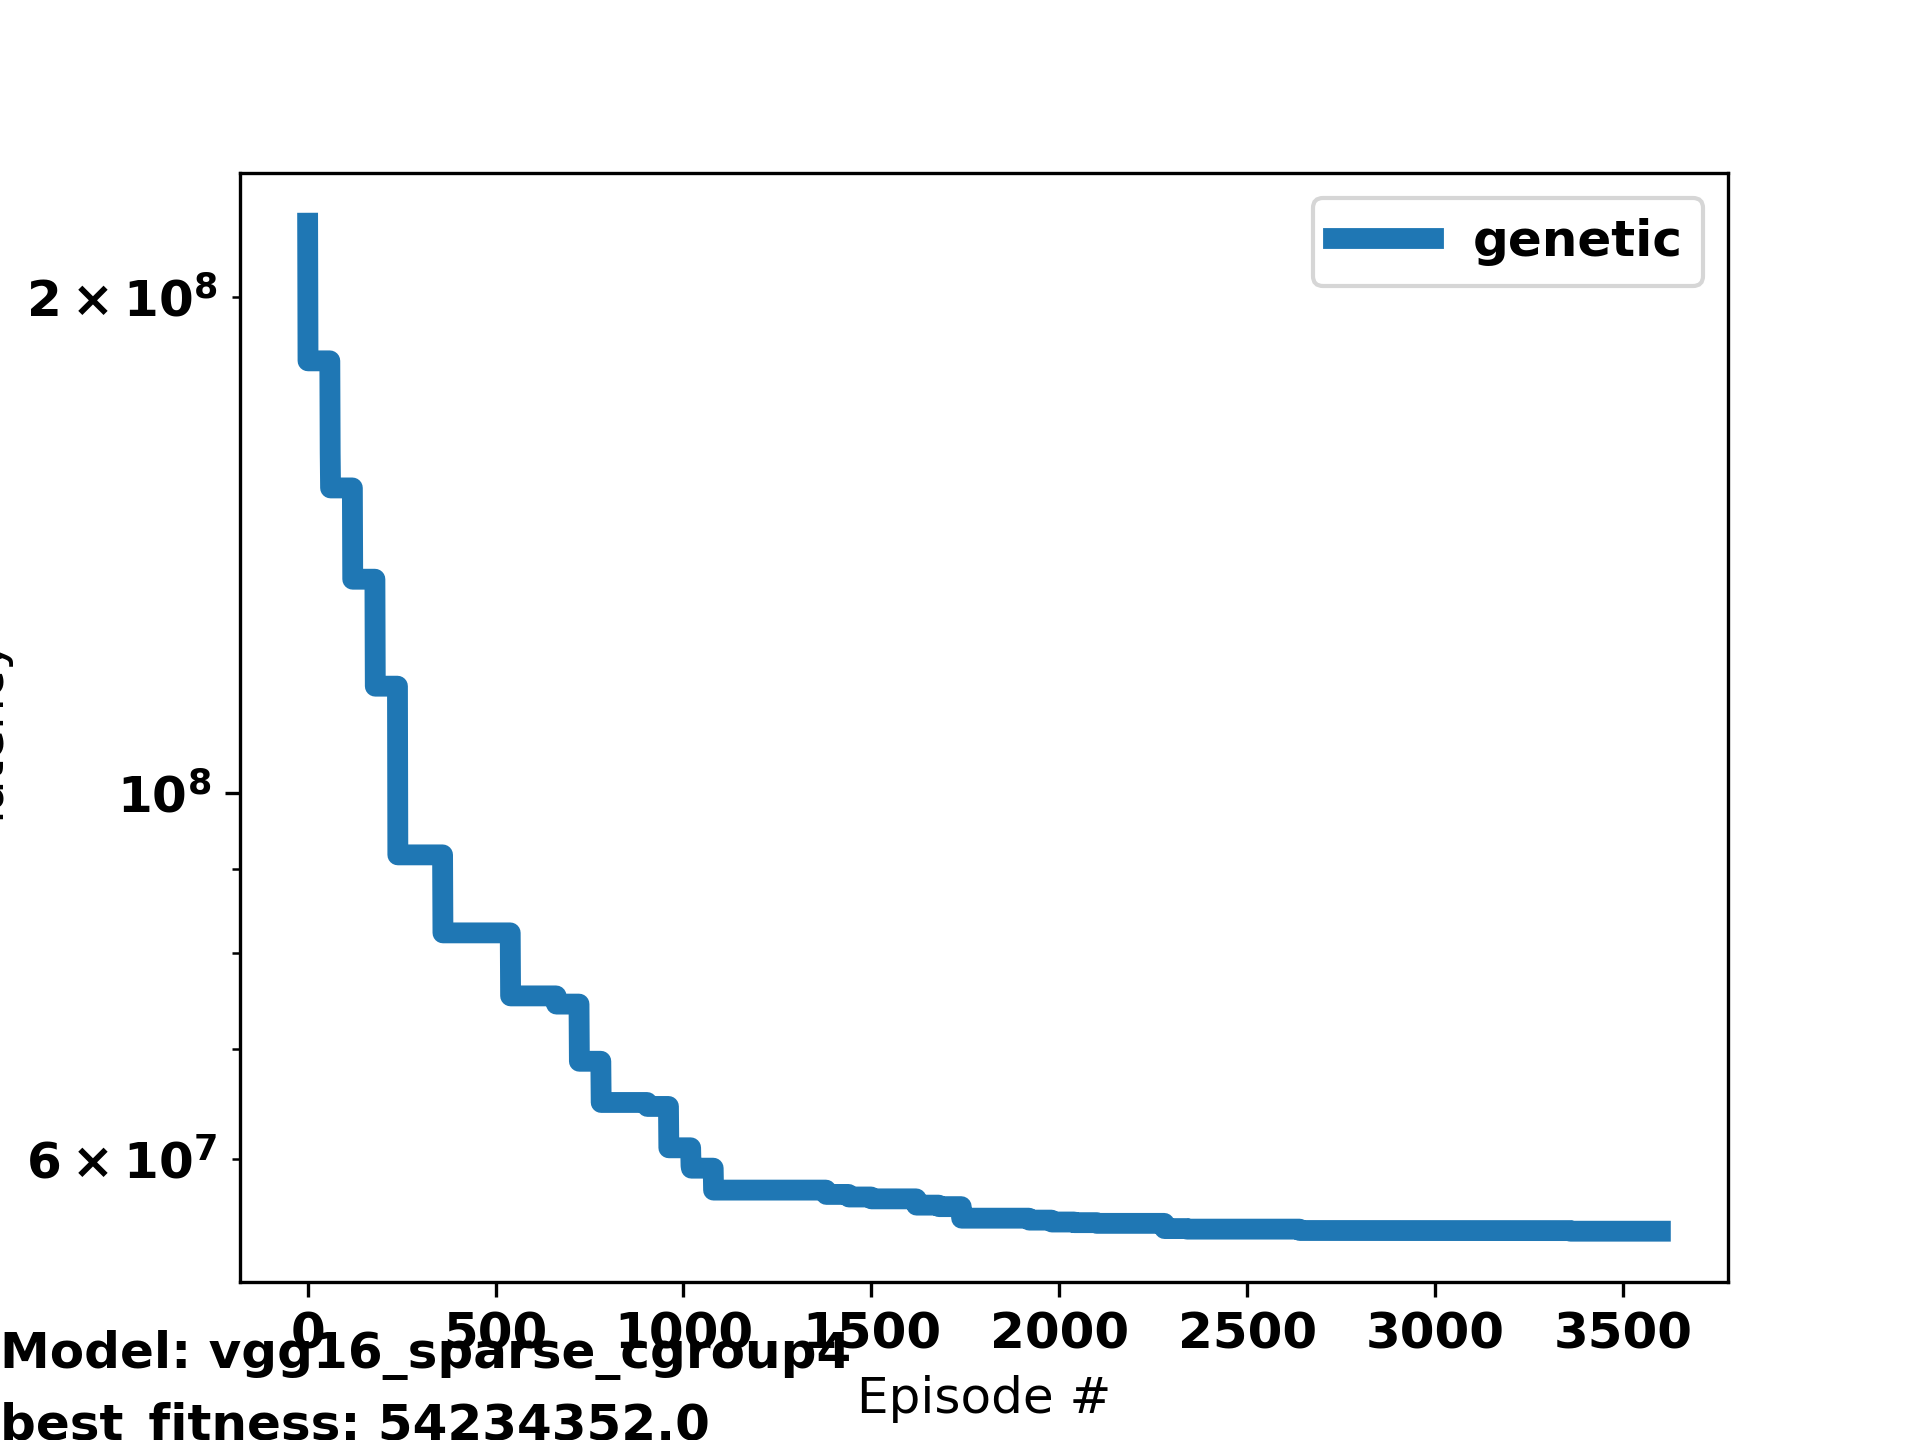 genetic
2 × 10⁸
10⁸
6 × 10⁷
0 500 1000 1500 2000 2500 3000 3500
Model: vgg16_sparse_cgroup4
Episode #
best_fitness: 54234352.0